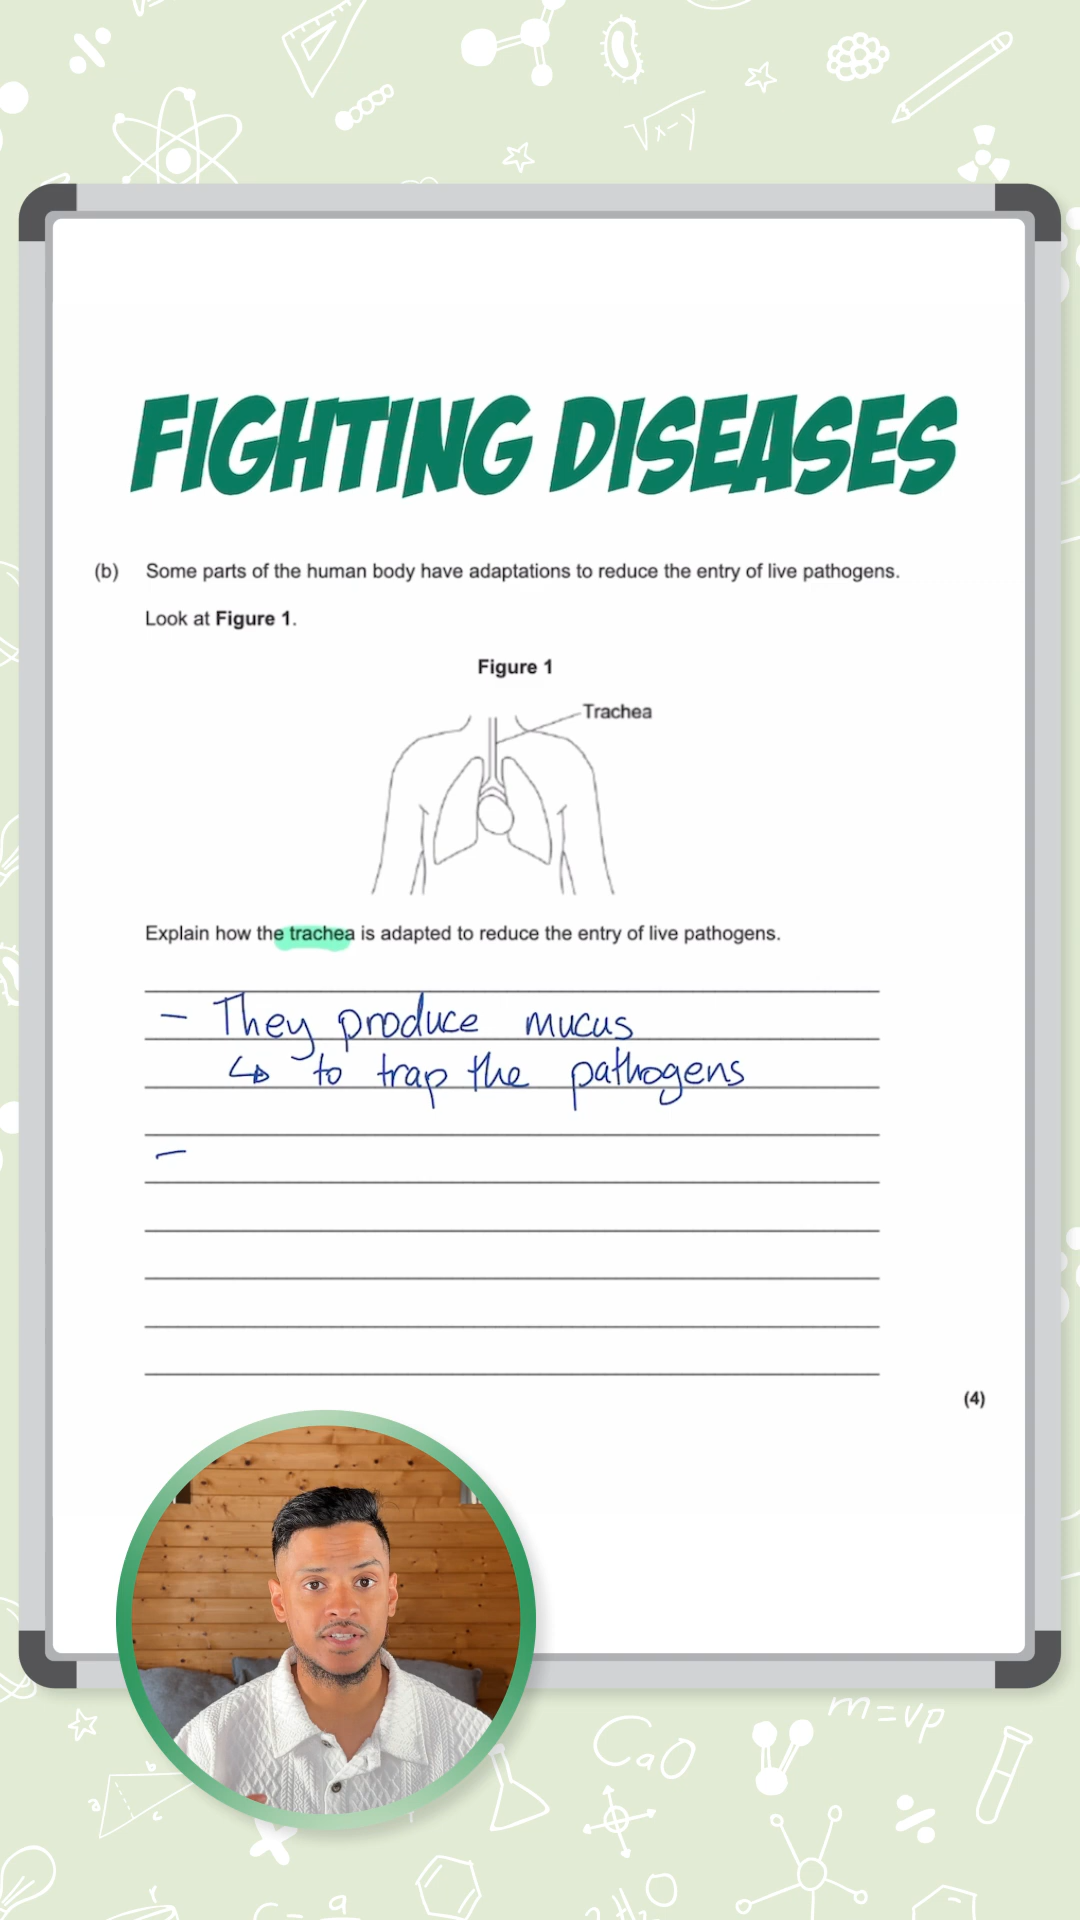 √x-y
FIGHTING DISEASES
(b) Some parts of the human body have adaptations to reduce the entry of live pathogens.
Look at Figure 1.
Figure 1
Trachea
Explain how the trachea is adapted to reduce the entry of live pathogens.
- They produce mucus
↳ to trap the pathogens
-
(4)
m=vp
CaO
a
b
c